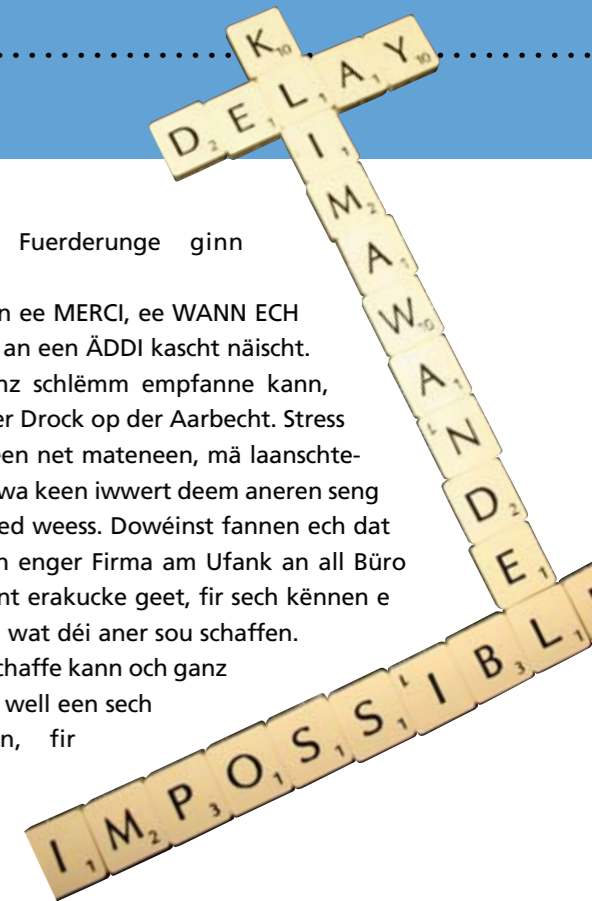 DELAY
KLIMAWANDEL
Fuerderunge ginn
n ee MERCI, ee WANN ECH
an een ÄDDI kascht näischt.
nz schlëmm empfanne kann,
er Drock op der Aarbecht. Stress
een net mateneen, mä laanschte-
wa keen iwwert deem aneren seng
ed weess. Dowéinst fannen ech dat
n enger Firma am Ufank an all Büro
nt erakucke geet, fir sech kënnen e
wat déi aner sou schaffen.
chaffe kann och ganz
well een sech
n, fir
IMPOSSIBL